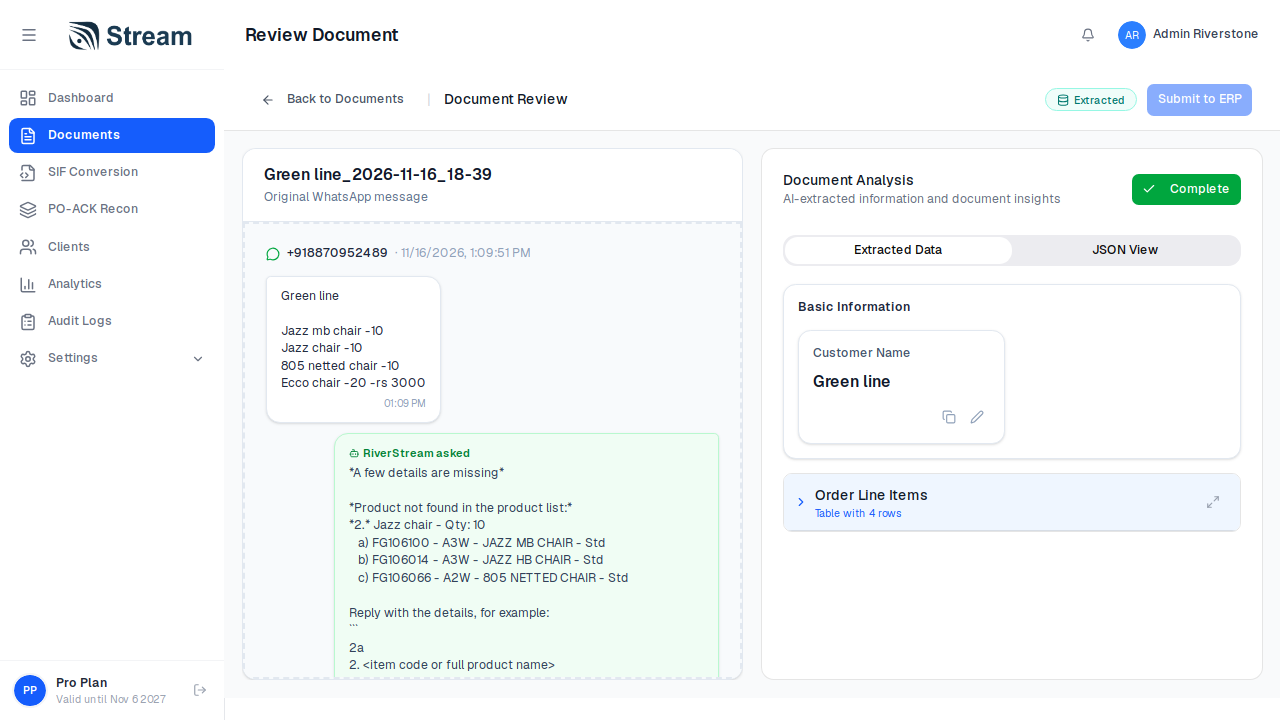 Stream
Review Document
AR
Admin Riverstone
Dashboard
Documents
SIF Conversion
PO-ACK Recon
Clients
Analytics
Audit Logs
Settings
PP
Pro Plan
Valid until Nov 6 2027
Back to Documents
Document Review
Extracted
Submit to ERP
Green line_2026-11-16_18-39
Original WhatsApp message
+918870952489 · 11/16/2026, 1:09:51 PM
Green line
Jazz mb chair -10
Jazz chair -10
805 netted chair -10
Ecco chair -20 -rs 3000
01:09 PM
RiverStream asked
*A few details are missing*
*Product not found in the product list:*
*2.* Jazz chair - Qty: 10
a) FG106100 - A3W - JAZZ MB CHAIR - Std
b) FG106014 - A3W - JAZZ HB CHAIR - Std
c) FG106066 - A2W - 805 NETTED CHAIR - Std
Reply with the details, for example:
```
2a
2. <item code or full product name>
Document Analysis
AI-extracted information and document insights
Complete
Extracted Data
JSON View
Basic Information
Customer Name
Green line
Order Line Items
Table with 4 rows